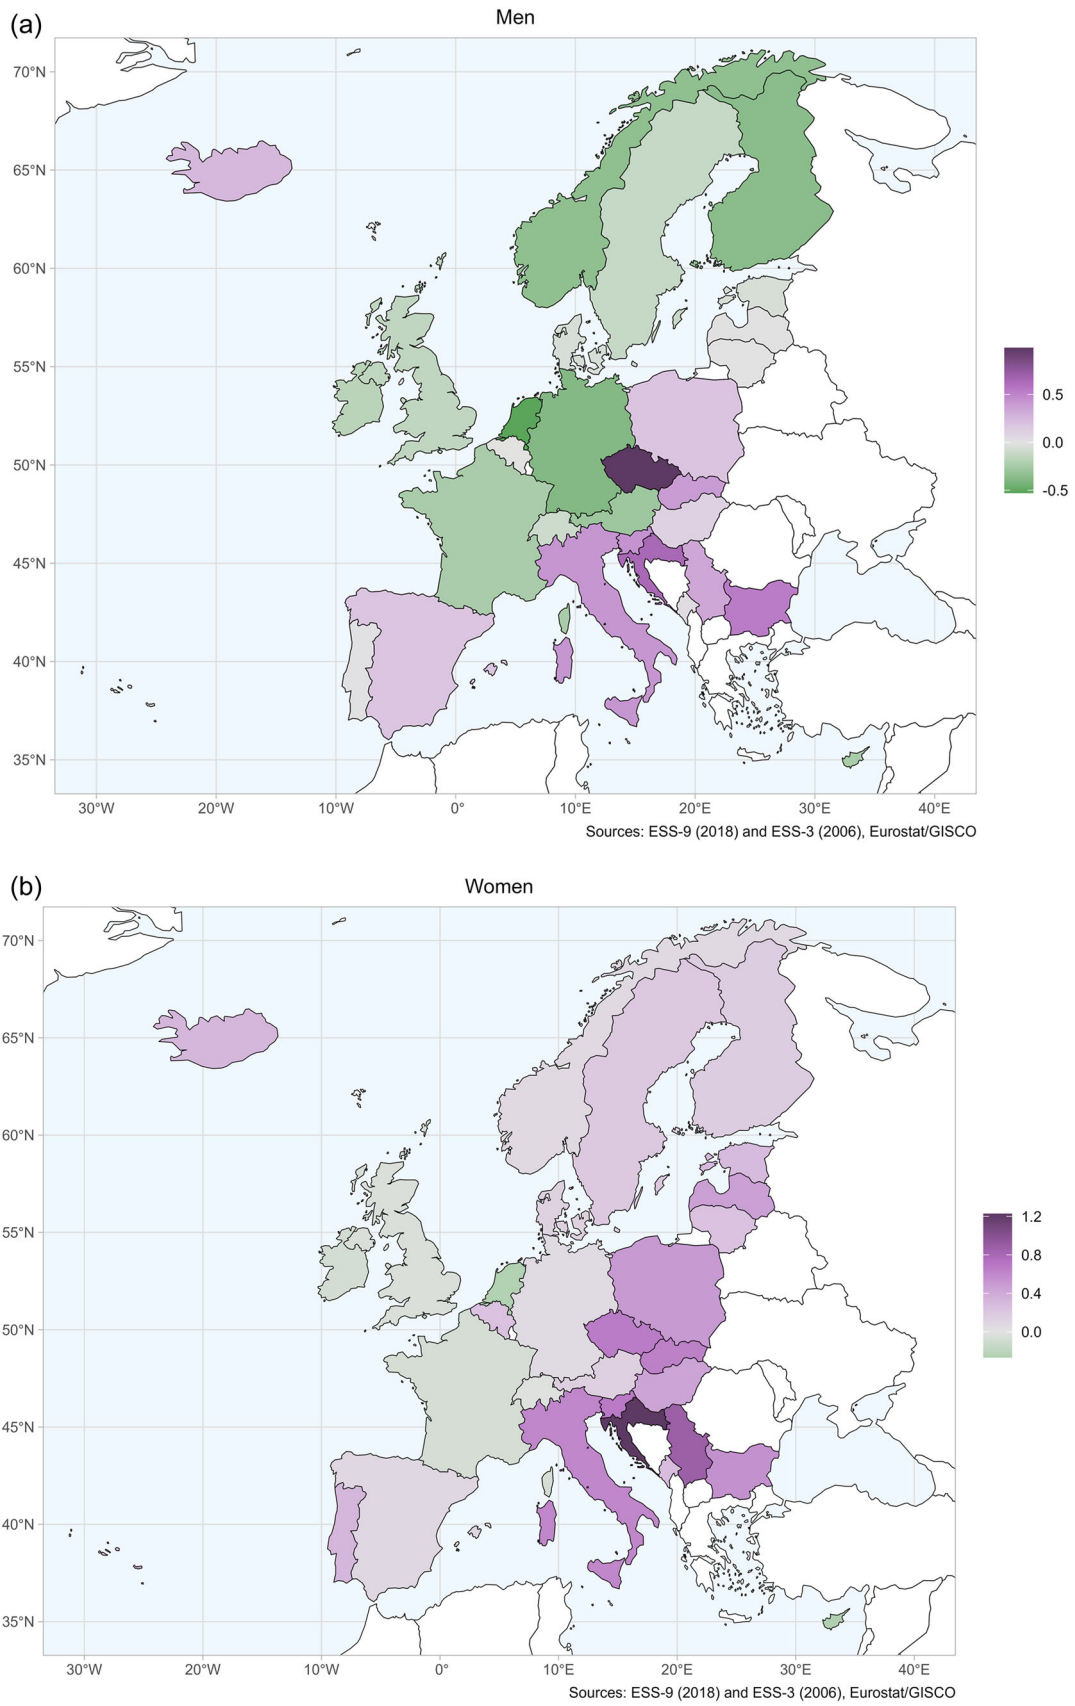 (a)
Men
70°N
65°N
60°N
55°N
50°N
45°N
40°N
35°N
0.5
0.0
-0.5
30°W 20°W 10°W 0° 10°E 20°E 30°E 40°E
Sources: ESS-9 (2018) and ESS-3 (2006), Eurostat/GISCO
(b)
Women
70°N
65°N
60°N
55°N
50°N
45°N
40°N
35°N
1.2
0.8
0.4
0.0
30°W 20°W 10°W 0° 10°E 20°E 30°E 40°E
Sources: ESS-9 (2018) and ESS-3 (2006), Eurostat/GISCO